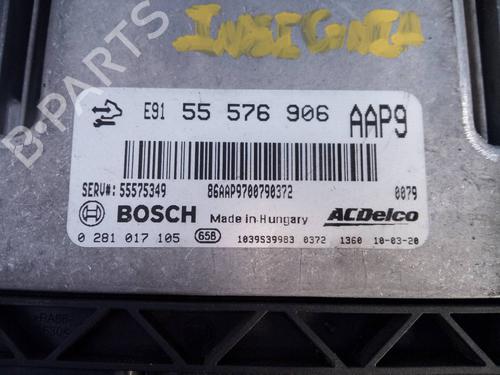 INSIGNIA
B-PARTS
E91 55 576 906 AAP9
SERV#: 55575349 86AAP9700790372 0079
BOSCH Made in Hungary ACDelco
0 281 017 105 658 1039S39983 0372 1360 10-03-20